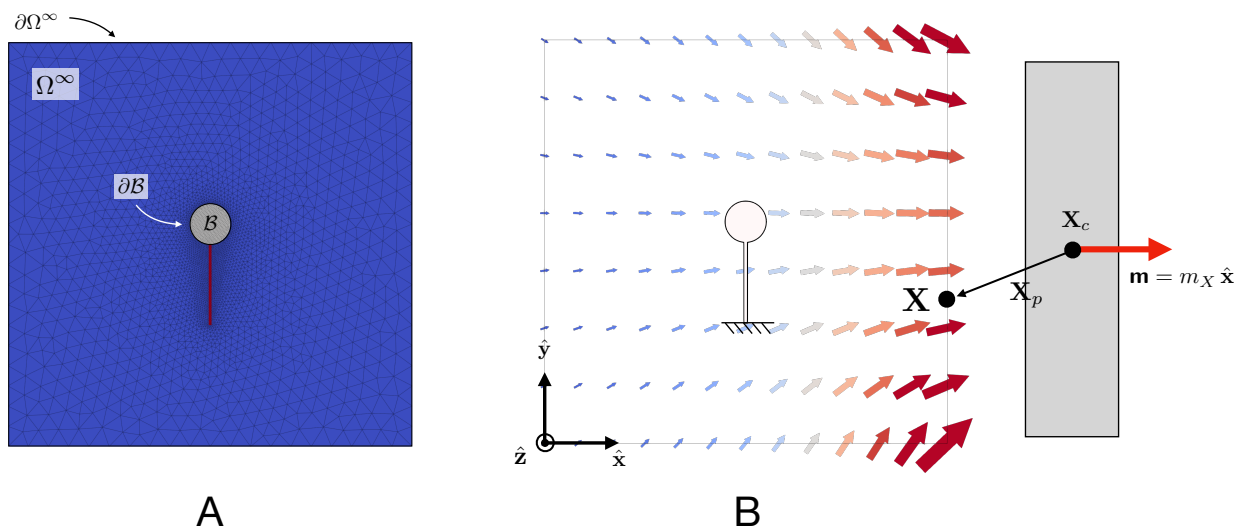 ∂Ω^∞
Ω^∞
∂ℬ
ℬ
A
X_c
m = m_X x̂
X_p
X
ŷ
ẑ
x̂
B